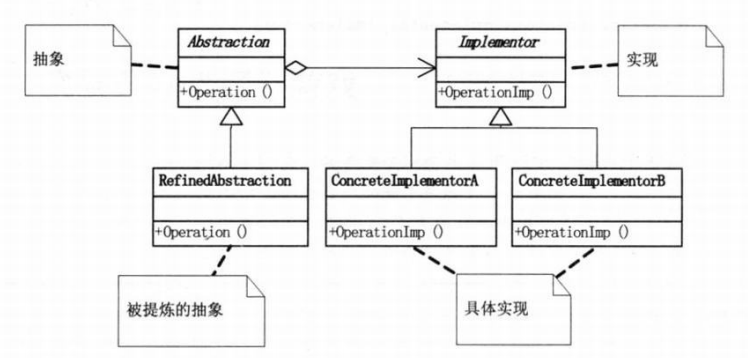 抽象
Abstraction
+Operation ()
Implementor
+OperationImp ()
实现
RefinedAbstraction
+Operation ()
ConcreteImplementorA
+OperationImp ()
ConcreteImplementorB
+OperationImp ()
被提炼的抽象
具体实现